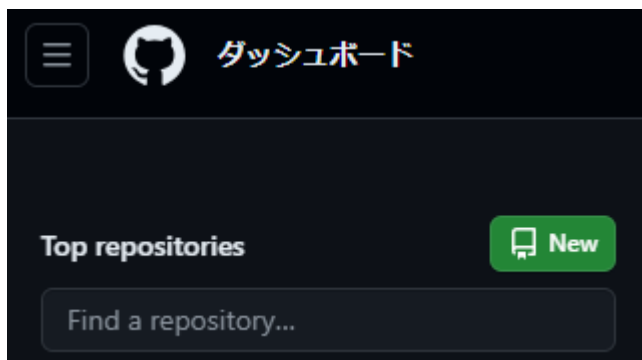 ダッシュボード
Top repositories
New
Find a repository...